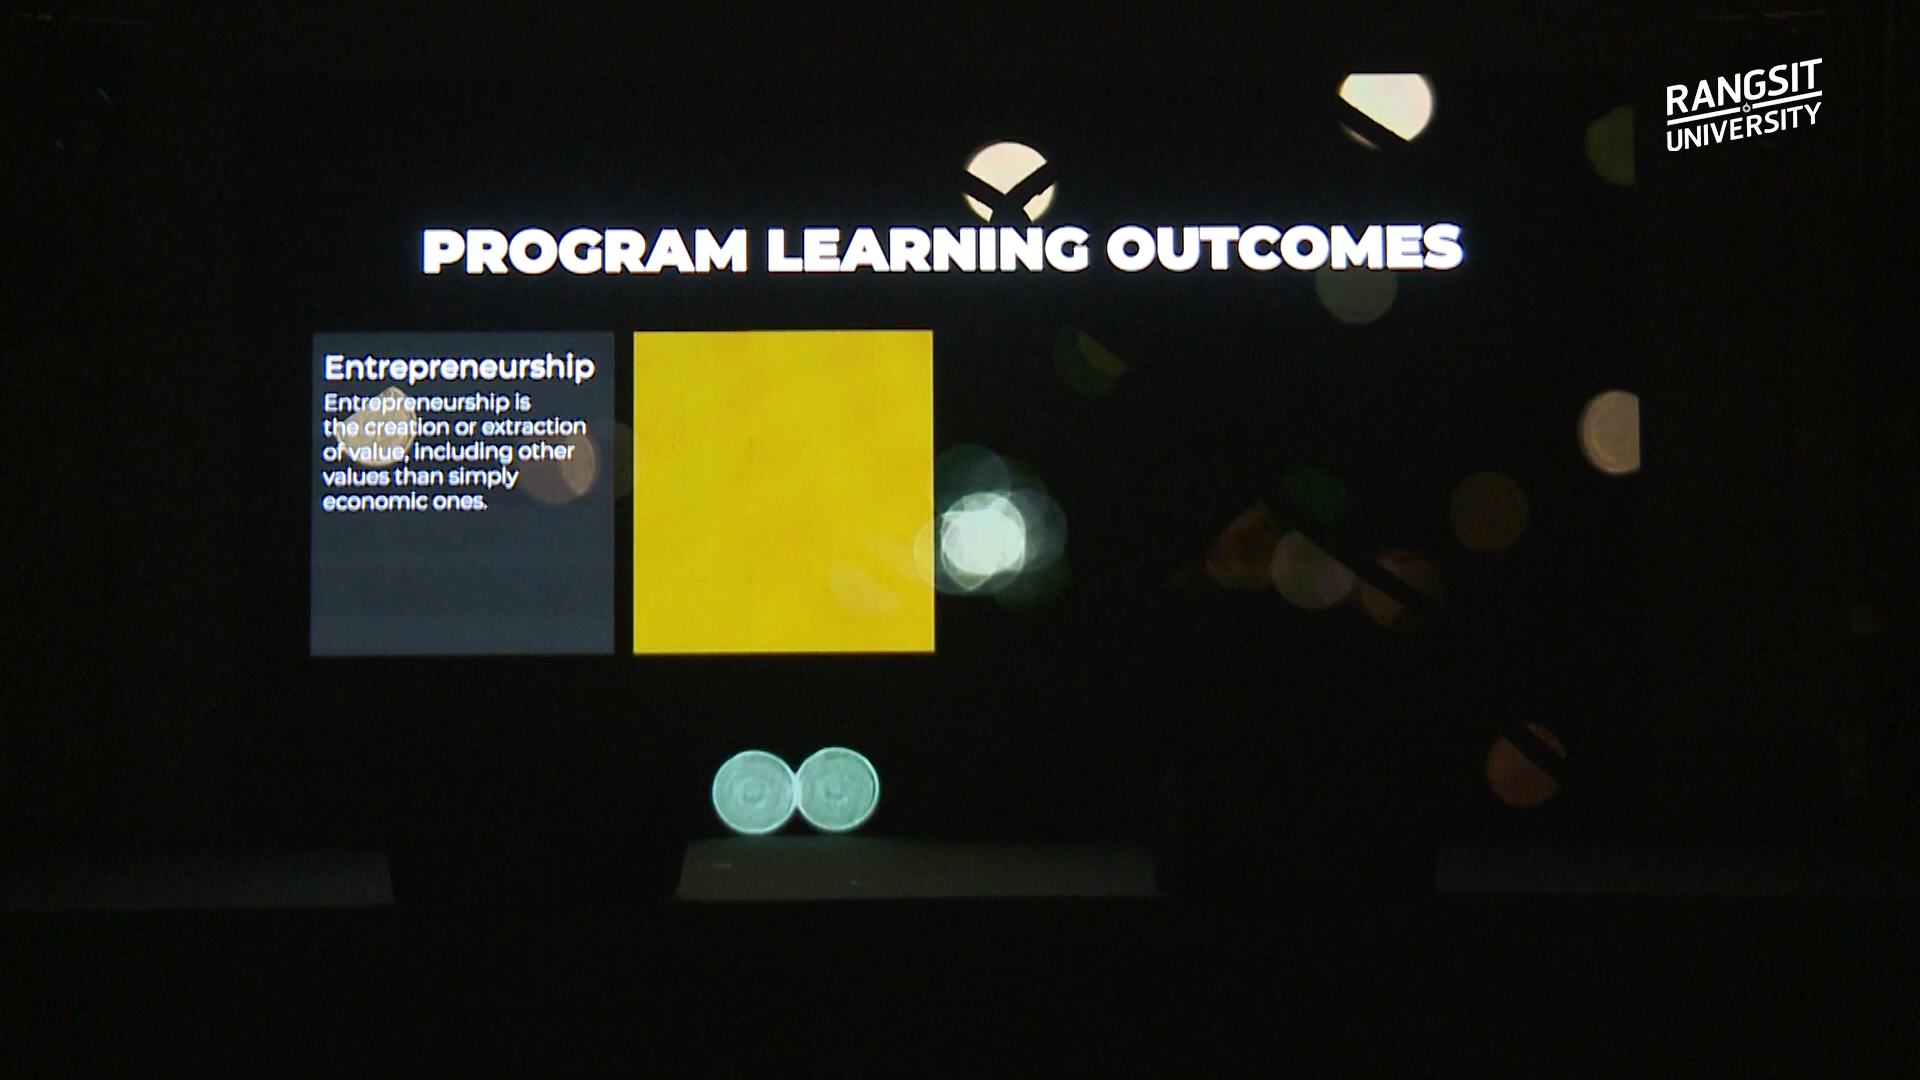 RANGSIT
UNIVERSITY
PROGRAM LEARNING OUTCOMES
Entrepreneurship
Entrepreneurship is
the creation or extraction
of value, including other
values than simply
economic ones.